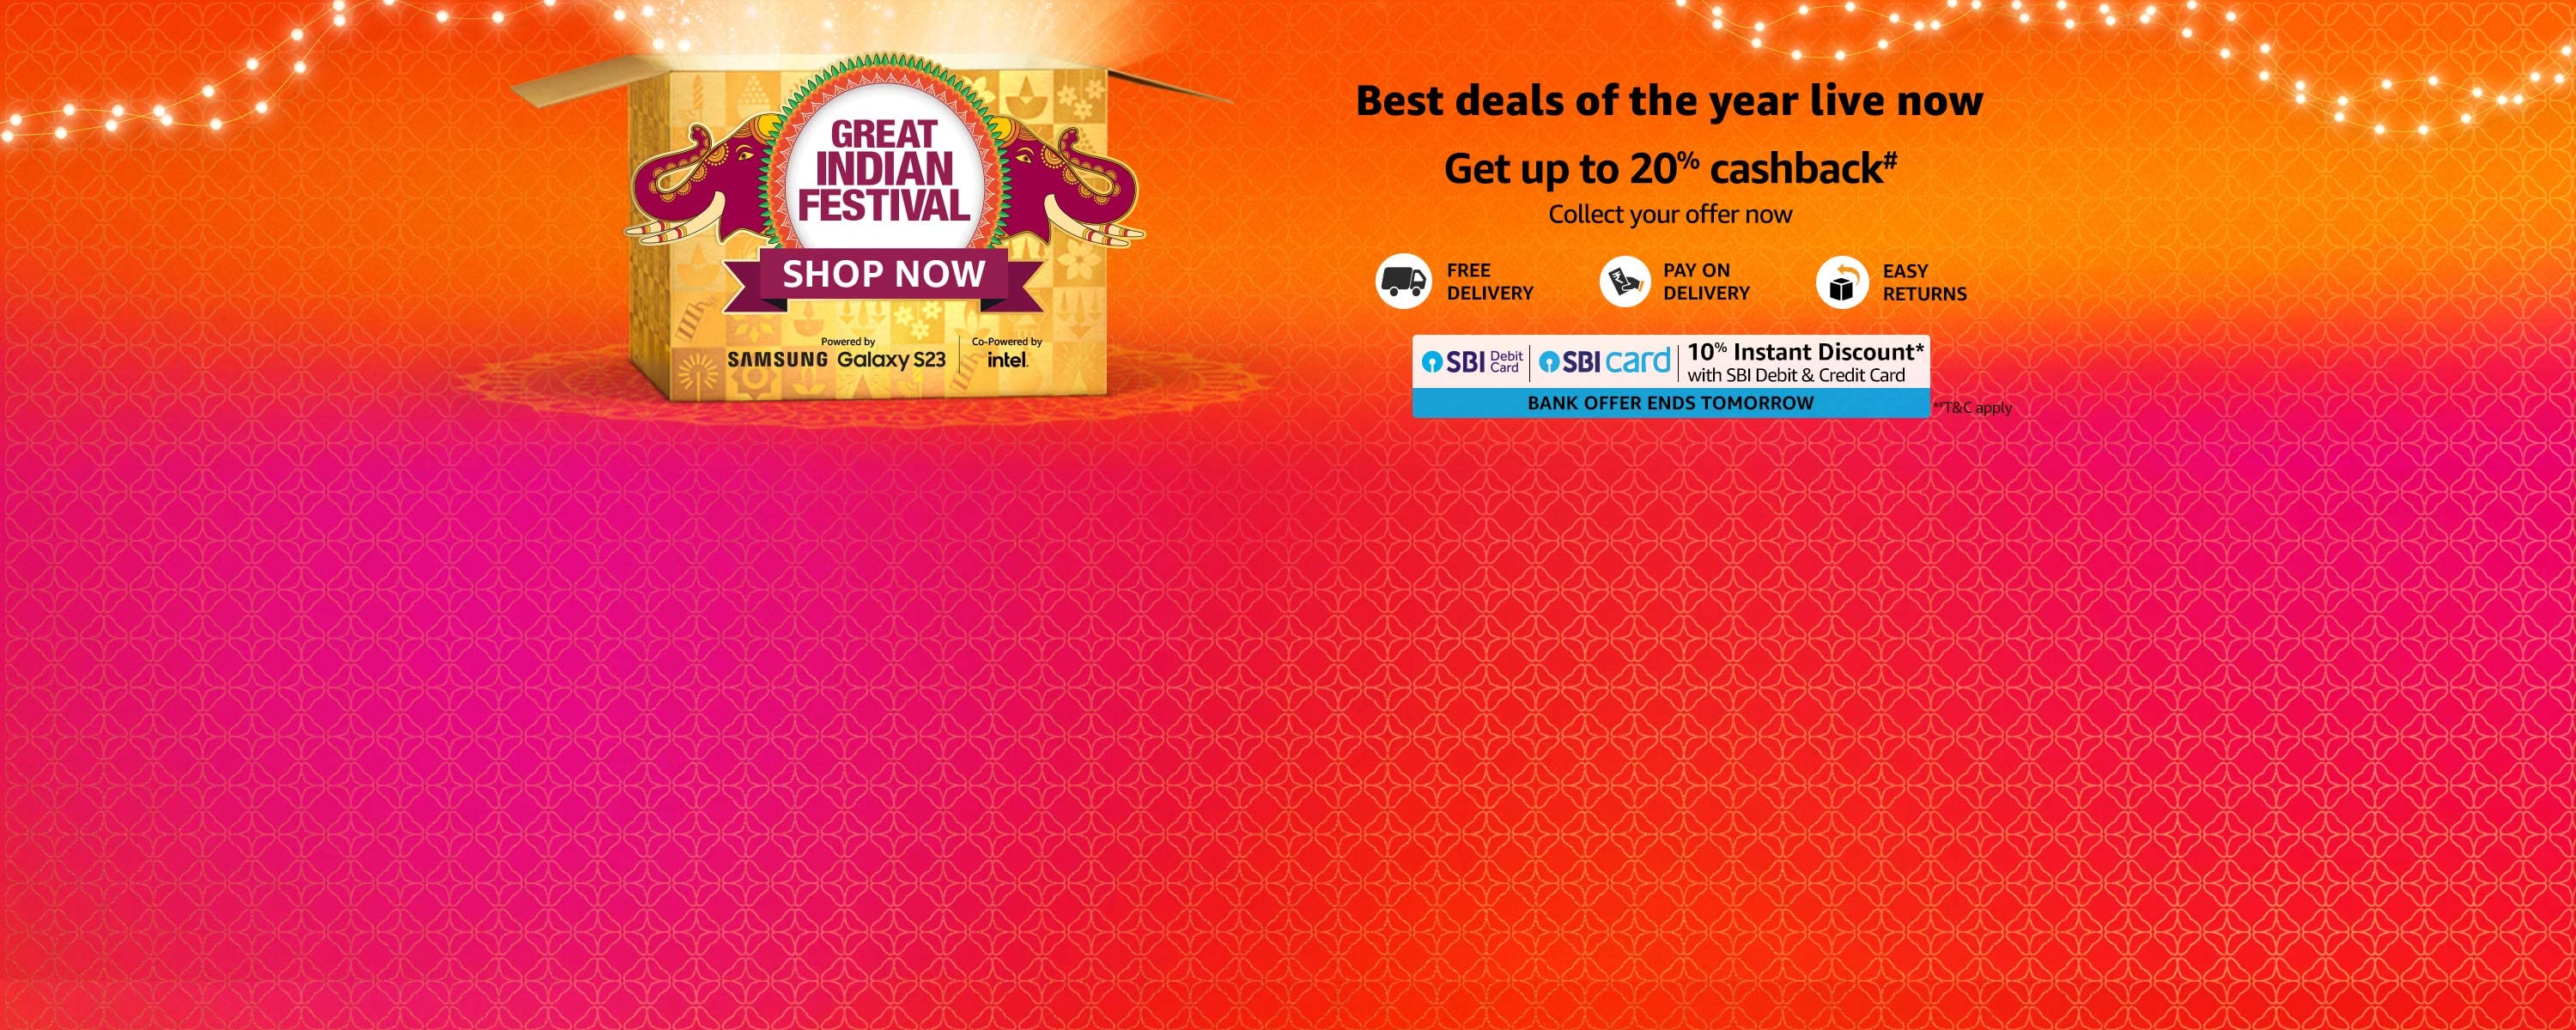 GREAT
INDIAN
FESTIVAL
SHOP NOW
Powered by
SAMSUNG Galaxy S23
Co-Powered by
intel.
Best deals of the year live now
Get up to 20% cashback#
Collect your offer now
FREE
DELIVERY
PAY ON
DELIVERY
EASY
RETURNS
SBI Debit Card
SBI card
10% Instant Discount*
with SBI Debit & Credit Card
BANK OFFER ENDS TOMORROW
*#T&C apply